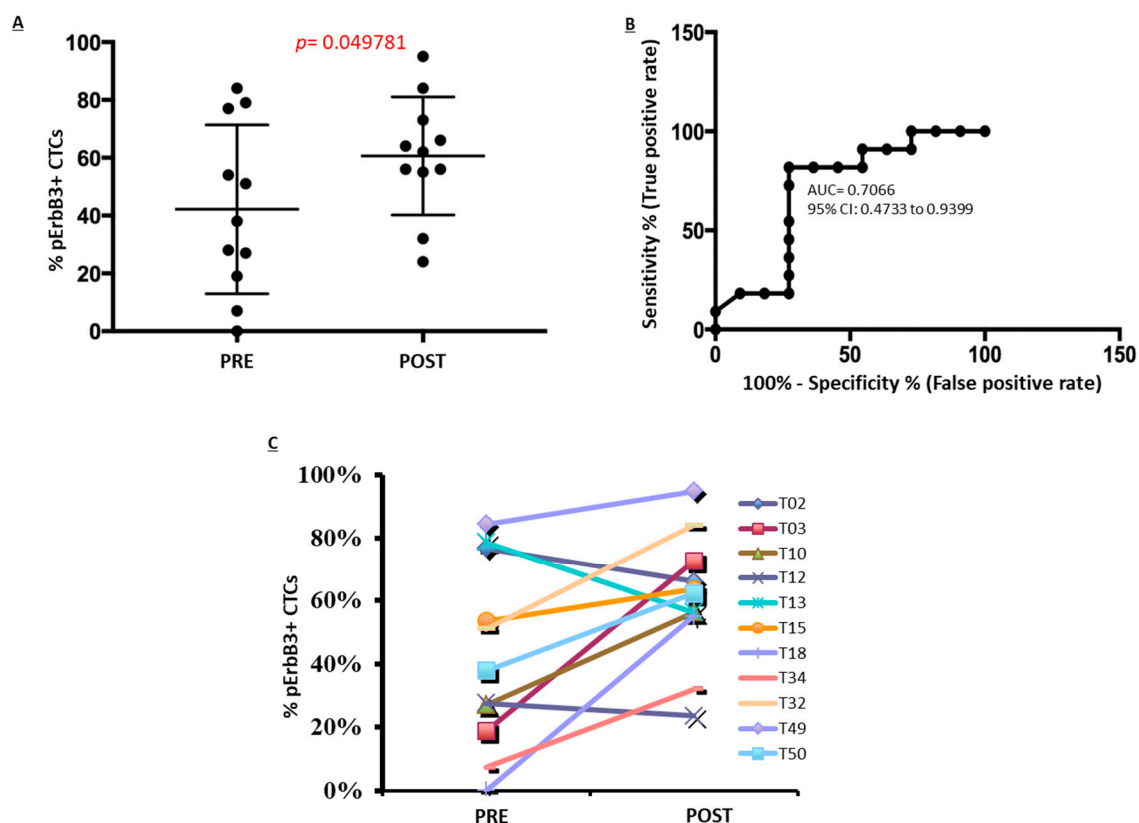 A
p= 0.049781
100
80
60
40
20
0
% pErbB3+ CTCs
PRE
POST
B
150
100
50
0
Sensitivity % (True positive rate)
AUC= 0.7066
95% CI: 0.4733 to 0.9399
0
50
100
150
100% - Specificity % (False positive rate)
C
100%
80%
60%
40%
20%
0%
% pErbB3+ CTCs
PRE
POST
T02
T03
T10
T12
T13
T15
T18
T34
T32
T49
T50